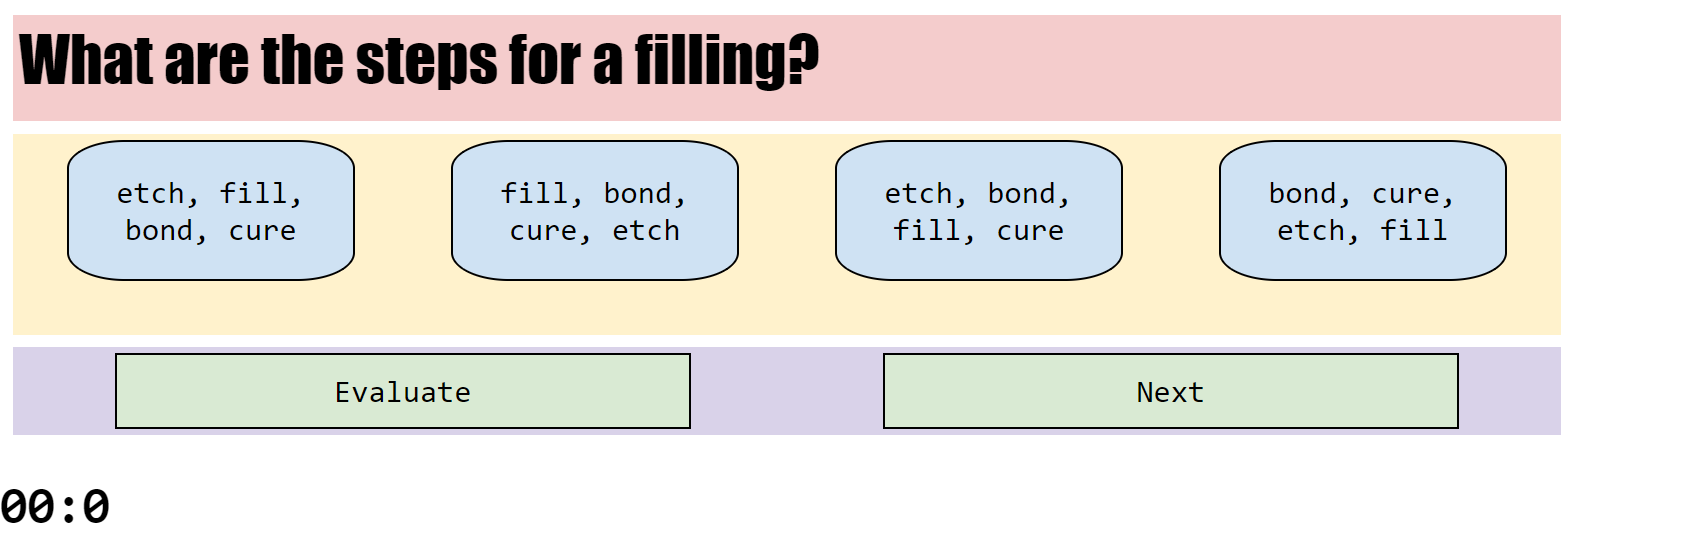 What are the steps for a filling?
etch, fill,
bond, cure
fill, bond,
cure, etch
etch, bond,
fill, cure
bond, cure,
etch, fill
Evaluate
Next
00:0